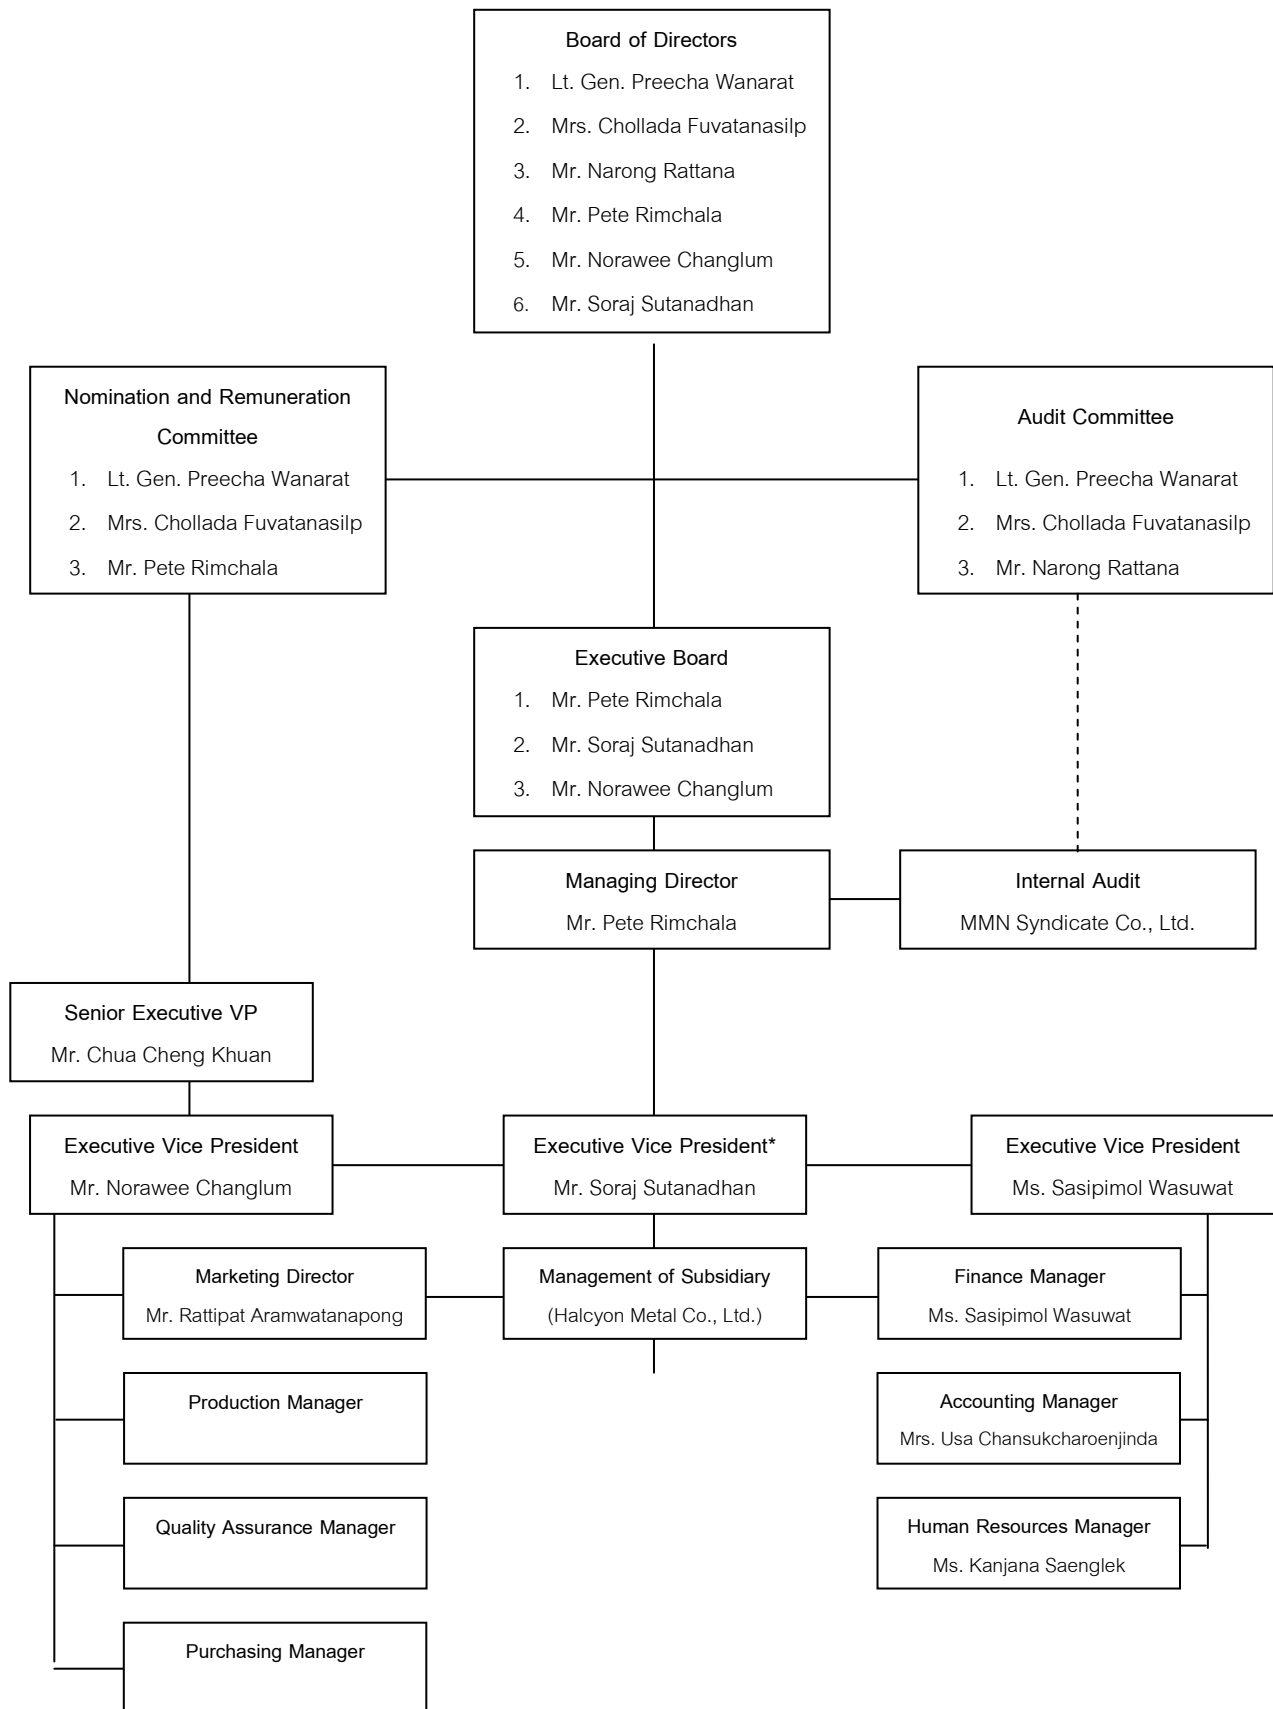 Board of Directors
1. Lt. Gen. Preecha Wanarat
2. Mrs. Chollada Fuvatanasilp
3. Mr. Narong Rattana
4. Mr. Pete Rimchala
5. Mr. Norawee Changlum
6. Mr. Soraj Sutanadhan
Nomination and Remuneration
Committee
1. Lt. Gen. Preecha Wanarat
2. Mrs. Chollada Fuvatanasilp
3. Mr. Pete Rimchala
Audit Committee
1. Lt. Gen. Preecha Wanarat
2. Mrs. Chollada Fuvatanasilp
3. Mr. Narong Rattana
Executive Board
1. Mr. Pete Rimchala
2. Mr. Soraj Sutanadhan
3. Mr. Norawee Changlum
Managing Director
Mr. Pete Rimchala
Internal Audit
MMN Syndicate Co., Ltd.
Senior Executive VP
Mr. Chua Cheng Khuan
Executive Vice President
Mr. Norawee Changlum
Executive Vice President*
Mr. Soraj Sutanadhan
Executive Vice President
Ms. Sasipimol Wasuwat
Marketing Director
Mr. Rattipat Aramwatanapong
Management of Subsidiary
(Halcyon Metal Co., Ltd.)
Finance Manager
Ms. Sasipimol Wasuwat
Production Manager
Accounting Manager
Mrs. Usa Chansukcharoenjinda
Quality Assurance Manager
Human Resources Manager
Ms. Kanjana Saenglek
Purchasing Manager